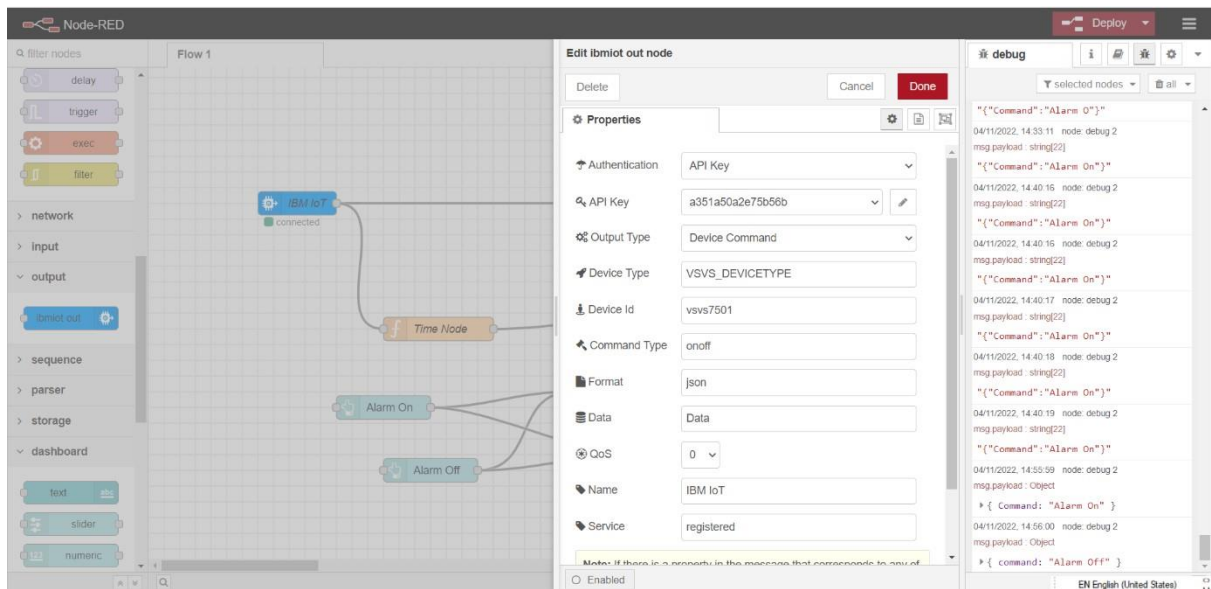 Node-RED
Deploy
filter nodes
delay
trigger
exec
filter
network
input
output
ibmiot out
sequence
parser
storage
dashboard
text
abc
slider
numeric
123
Flow 1
IBM IoT
connected
Time Node
Alarm On
Alarm Off
Edit ibmiot out node
Delete
Cancel
Done
Properties
Authentication
API Key
API Key
a351a50a2e75b56b
Output Type
Device Command
Device Type
VSVS_DEVICETYPE
Device Id
vsvs7501
Command Type
onoff
Format
json
Data
Data
QoS
0
Name
IBM IoT
Service
registered
Note: If there is a property in the message that corresponds to any of
Enabled
debug
selected nodes
all
"{"Command":"Alarm O"}"
04/11/2022, 14:33:11 node: debug 2
msg.payload : string[22]
"{"Command":"Alarm On"}"
04/11/2022, 14:40:16 node: debug 2
msg.payload : string[22]
"{"Command":"Alarm On"}"
04/11/2022, 14:40:16 node: debug 2
msg.payload : string[22]
"{"Command":"Alarm On"}"
04/11/2022, 14:40:17 node: debug 2
msg.payload : string[22]
"{"Command":"Alarm On"}"
04/11/2022, 14:40:18 node: debug 2
msg.payload : string[22]
"{"Command":"Alarm On"}"
04/11/2022, 14:40:19 node: debug 2
msg.payload : string[22]
"{"Command":"Alarm On"}"
04/11/2022, 14:55:59 node: debug 2
msg.payload : Object
{ Command: "Alarm On" }
04/11/2022, 14:56:00 node: debug 2
msg.payload : Object
{ command: "Alarm Off" }
EN English (United States)